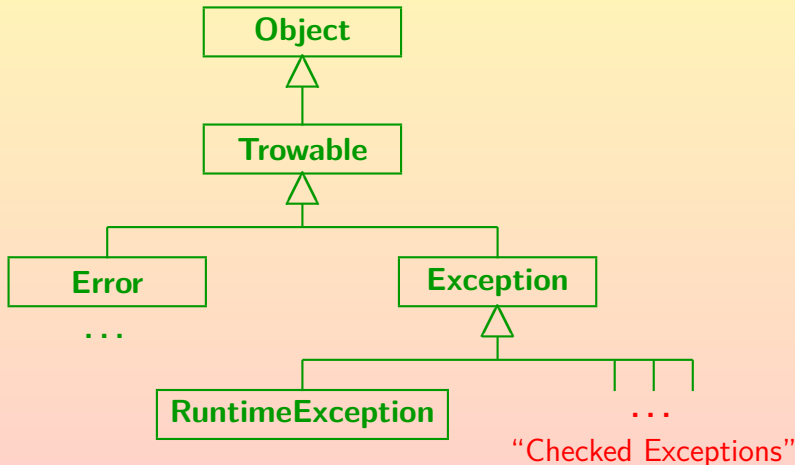 Object
Trowable
Error
Exception
...
RuntimeException
...
“Checked Exceptions”